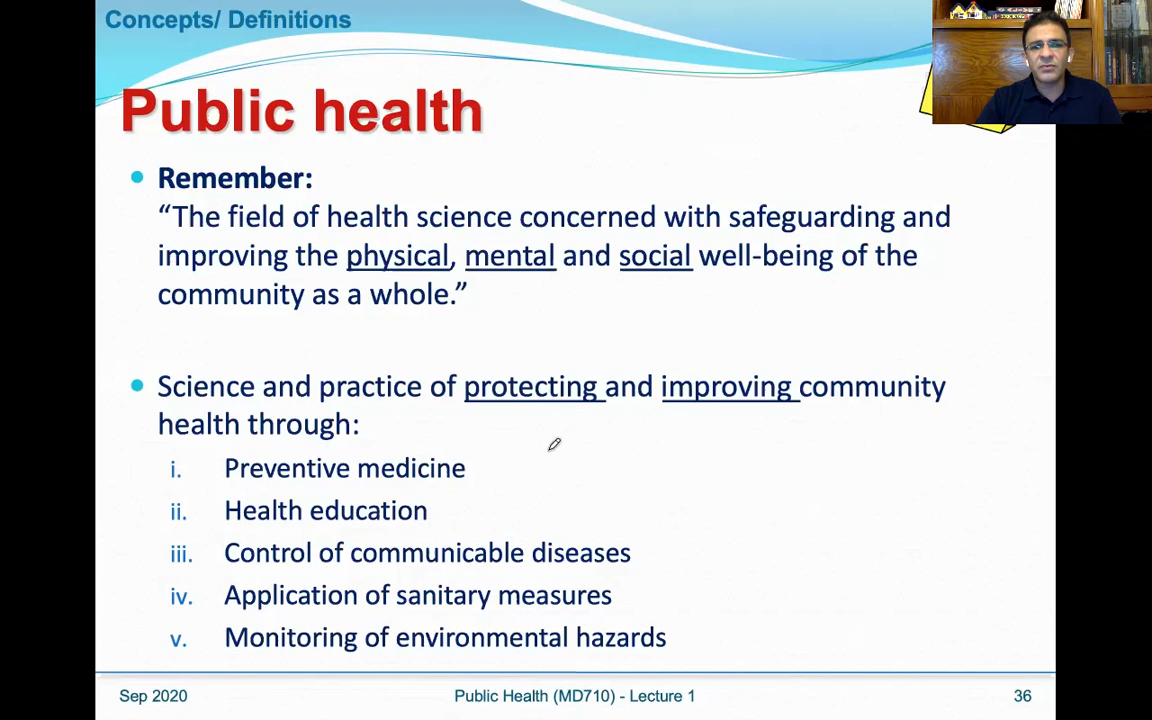 Concepts/ Definitions
Public health
Remember:
“The field of health science concerned with safeguarding and
improving the physical, mental and social well-being of the
community as a whole.”
Science and practice of protecting and improving community
health through:
i. Preventive medicine
ii. Health education
iii. Control of communicable diseases
iv. Application of sanitary measures
v. Monitoring of environmental hazards
Sep 2020 Public Health (MD710) - Lecture 1 36